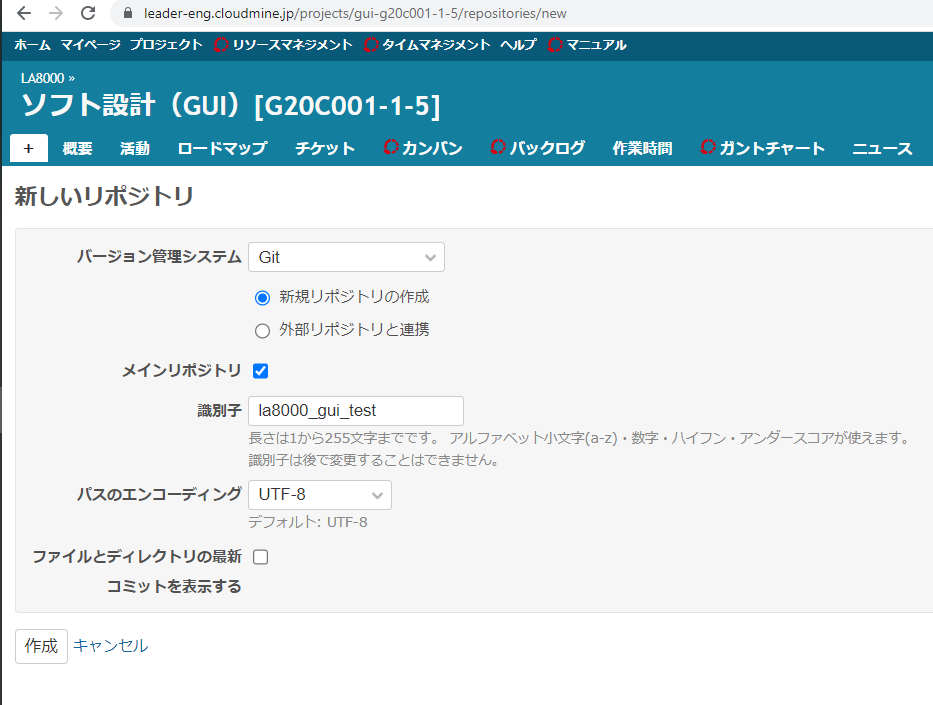 leader-eng.cloudmine.jp/projects/gui-g20c001-1-5/repositories/new
ホーム マイページ プロジェクト リソースマネジメント タイムマネジメント ヘルプ マニュアル
LA8000 »
ソフト設計（GUI）[G20C001-1-5]
+ 概要 活動 ロードマップ チケット カンバン バックログ 作業時間 ガントチャート ニュース
新しいリポジトリ
バージョン管理システム Git
新規リポジトリの作成
外部リポジトリと連携
メインリポジトリ
識別子 la8000_gui_test
長さは1から255文字までです。 アルファベット小文字(a-z)・数字・ハイフン・アンダースコアが使えます。
識別子は後で変更することはできません。
パスのエンコーディング UTF-8
デフォルト: UTF-8
ファイルとディレクトリの最新
コミットを表示する
作成 キャンセル